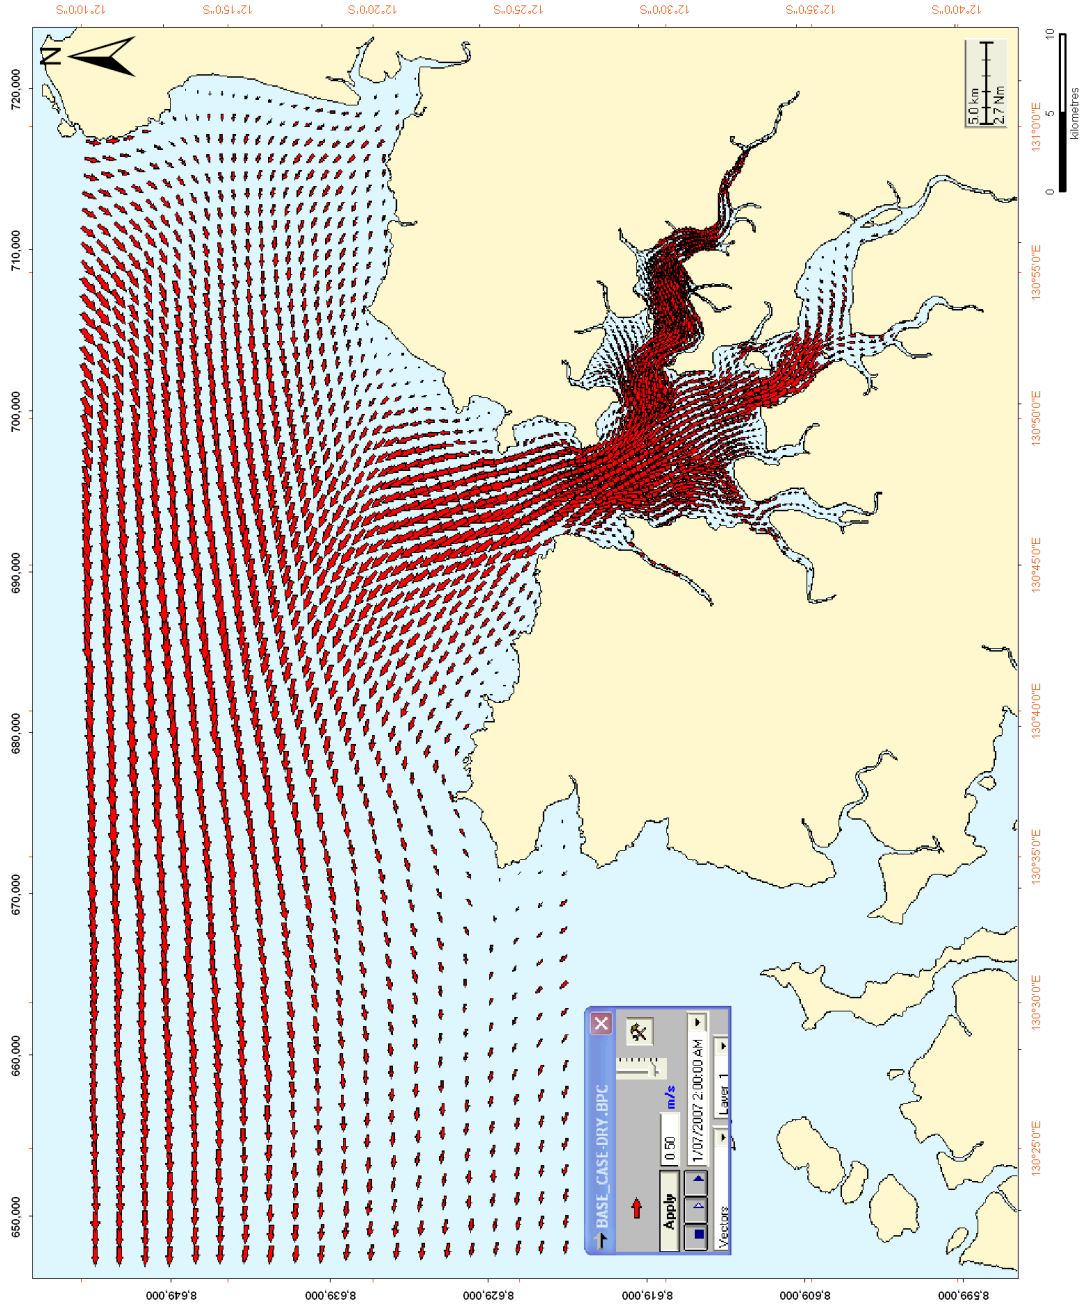 12°10'0"S
12°15'0"S
12°20'0"S
12°25'0"S
12°30'0"S
12°35'0"S
12°40'0"S
650,000
660,000
670,000
680,000
690,000
700,000
710,000
720,000
N
8,649,000
8,639,000
8,629,000
8,619,000
8,609,000
8,599,000
BASE_CASE-DRY.BPC
Apply
0.50
m/s
1/07/2007 2:00:00 AM
Vectors
Layer 1
5.0 km
2.7 Nm
130°25'0"E
130°30'0"E
130°35'0"E
130°40'0"E
130°45'0"E
130°50'0"E
130°55'0"E
131°0'0"E
0 5 10
kilometres